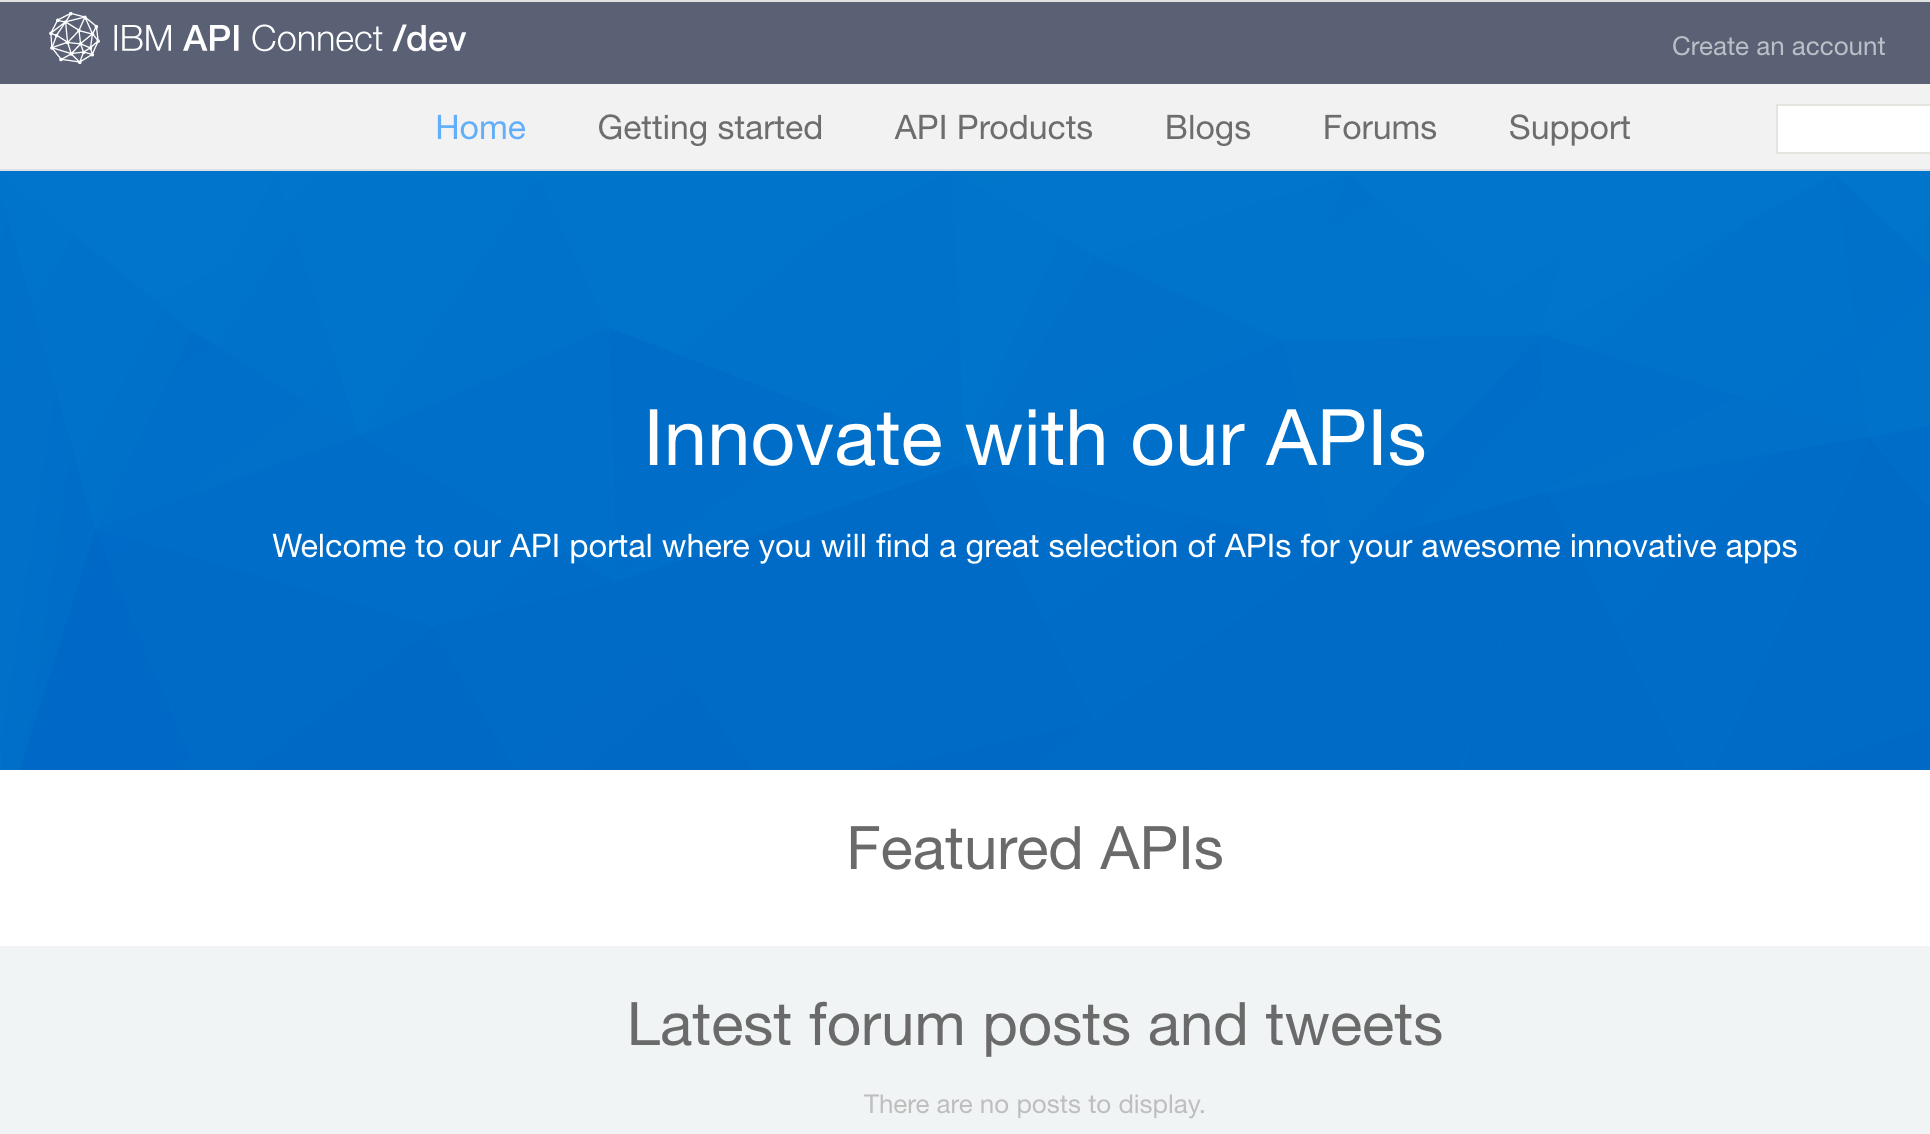 IBM API Connect /dev
Create an account
Home Getting started API Products Blogs Forums Support
Innovate with our APIs
Welcome to our API portal where you will find a great selection of APIs for your awesome innovative apps
Featured APIs
Latest forum posts and tweets
There are no posts to display.